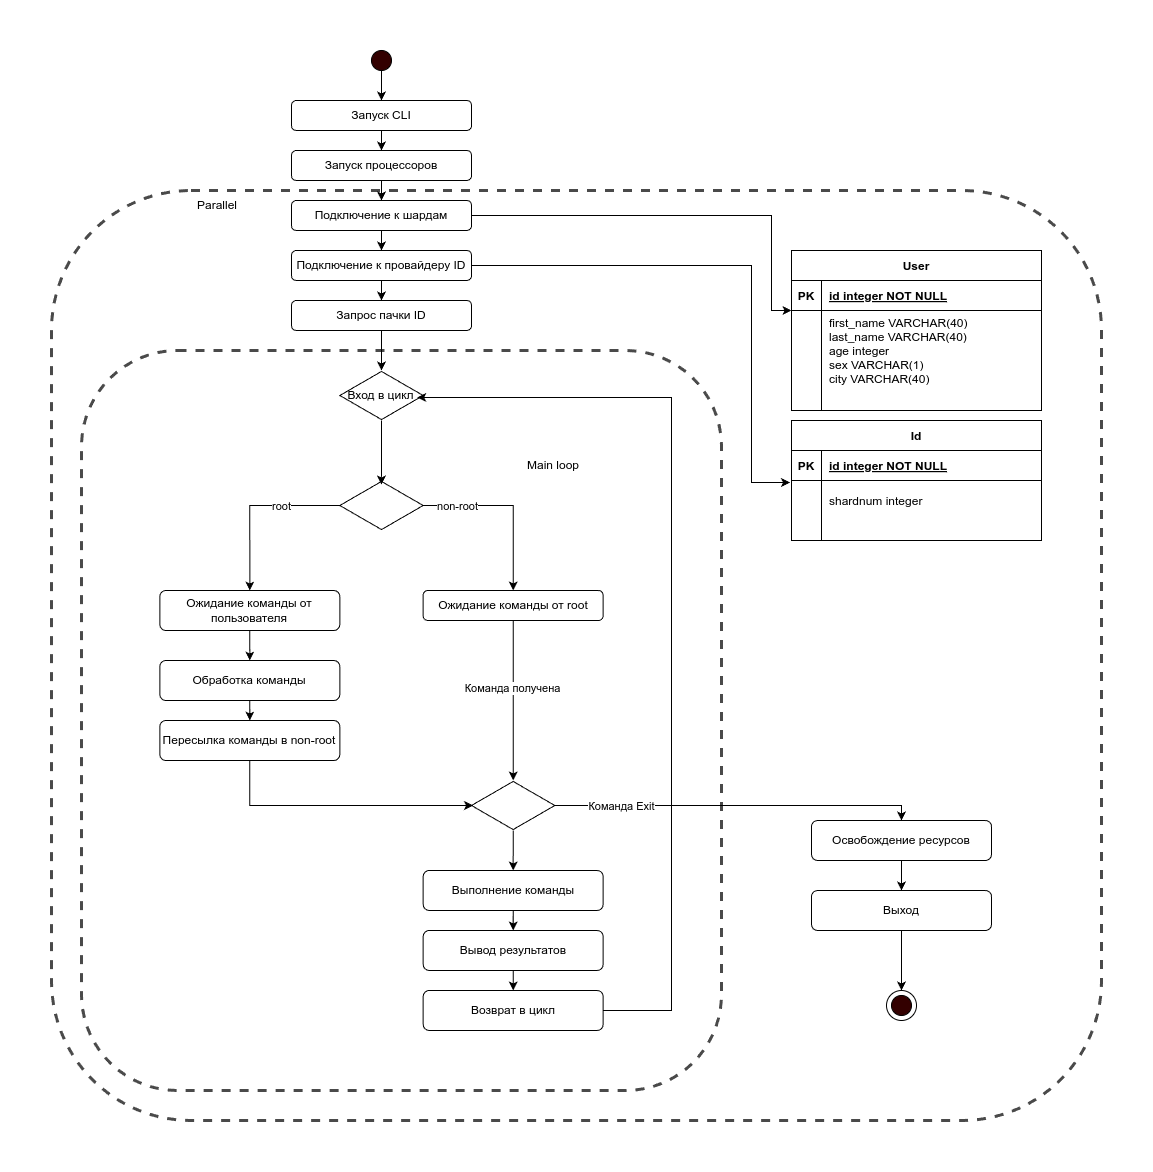 Запуск CLI
Запуск процессоров
Parallel
Подключение к шардам
Подключение к провайдеру ID
Запрос пачки ID
User
PK
id integer NOT NULL
first_name VARCHAR(40)
last_name VARCHAR(40)
age integer
sex VARCHAR(1)
city VARCHAR(40)
Вход в цикл
Id
PK
id integer NOT NULL
shardnum integer
Main loop
root
non-root
Ожидание команды от
пользователя
Ожидание команды от root
Обработка команды
Команда получена
Пересылка команды в non-root
Команда Exit
Освобождение ресурсов
Выполнение команды
Выход
Вывод результатов
Возврат в цикл